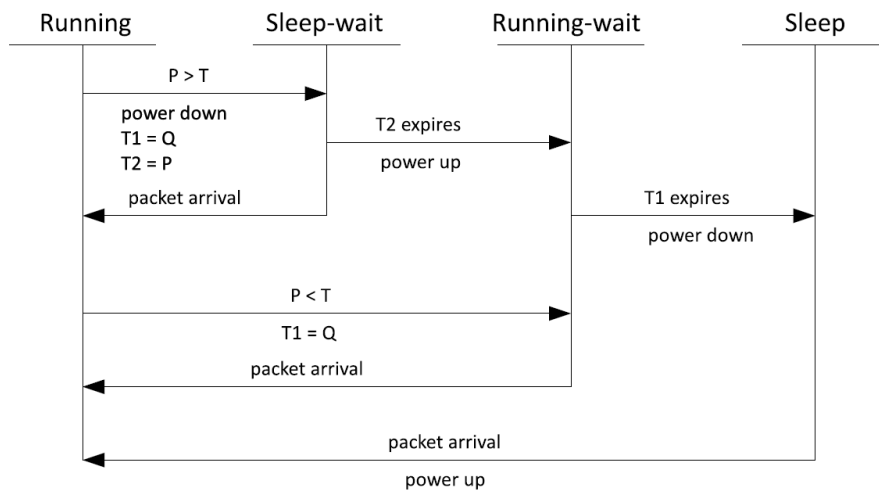 Running
Sleep-wait
Running-wait
Sleep
P > T
power down
T1 = Q
T2 = P
T2 expires
power up
packet arrival
T1 expires
power down
P < T
T1 = Q
packet arrival
packet arrival
power up